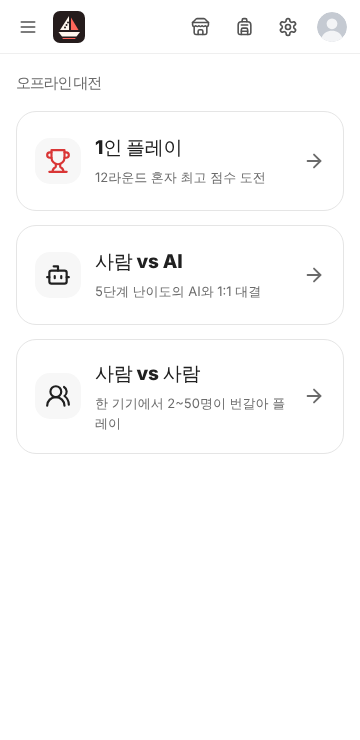 오프라인 대전
1인 플레이
12라운드 혼자 최고 점수 도전
사람 vs AI
5단계 난이도의 AI와 1:1 대결
사람 vs 사람
한 기기에서 2~50명이 번갈아 플
레이